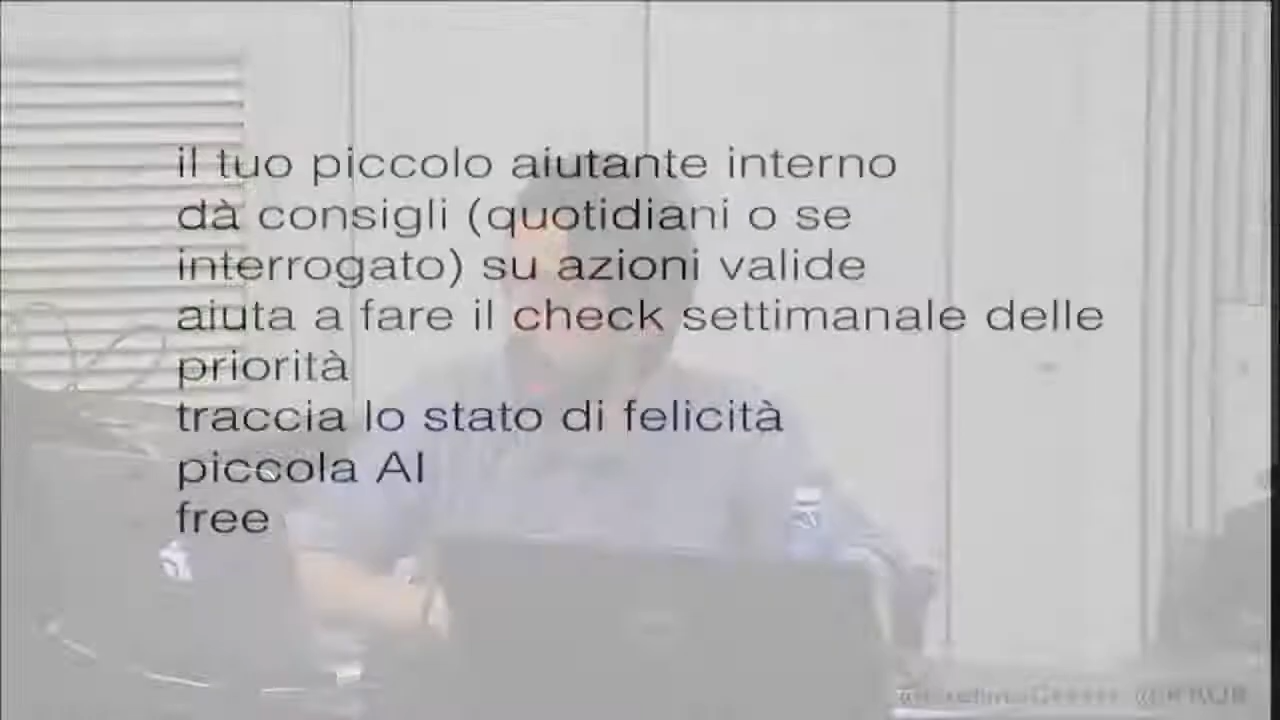 il tuo piccolo aiutante interno
dà consigli (quotidiani o se
interrogato) su azioni valide
aiuta a fare il check settimanale delle
priorità
traccia lo stato di felicità
piccola AI
free